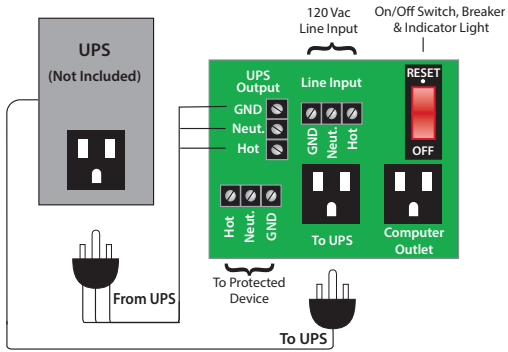 120 Vac
Line Input
On/Off Switch, Breaker
& Indicator Light
UPS
(Not Included)
UPS
Output
GND
Neut.
Hot
Line Input
GND
Neut.
Hot
RESET
OFF
Hot
Neut.
GND
To UPS
Computer
Outlet
To Protected
Device
From UPS
To UPS